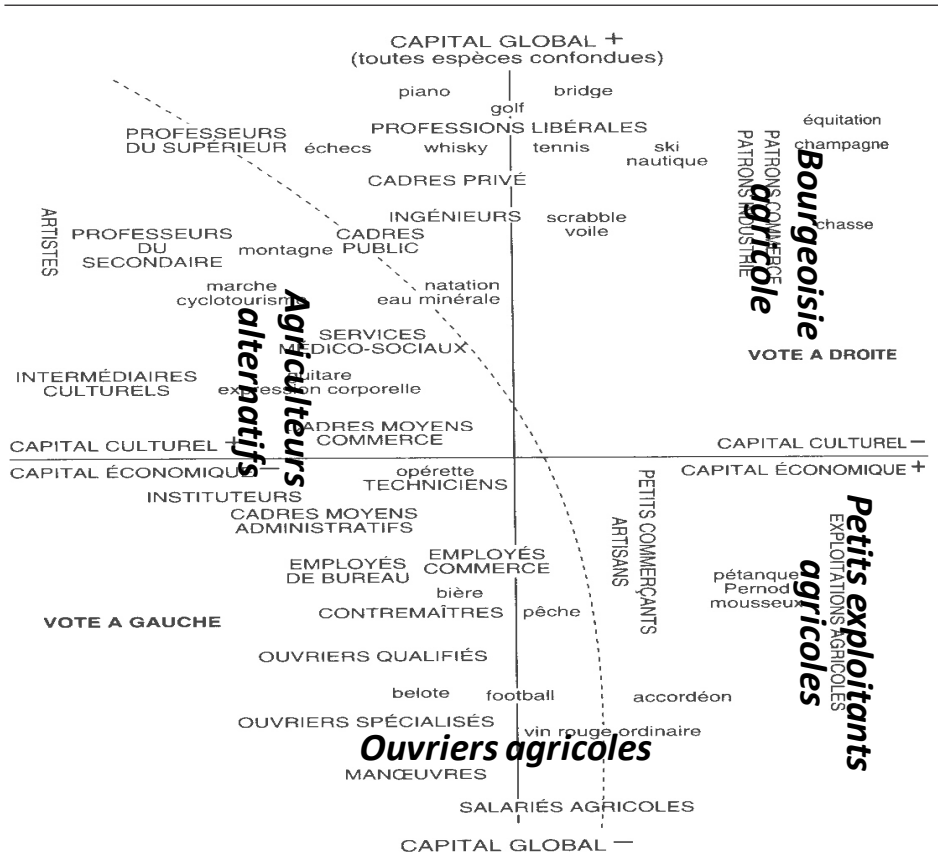 CAPITAL GLOBAL +
(toutes espèces confondues)
piano
bridge
golf
équitation
PROFESSEURS
DU SUPÉRIEUR
PROFESSIONS LIBÉRALES
échecs
whisky
tennis
ski
nautique
champagne
PATRONS COMMERCE
PATRONS INDUSTRIE
Bourgeoisie
agricole
CADRES PRIVÉ
ARTISTES
INGÉNIEURS
scrabble
voile
chasse
PROFESSEURS
DU
SECONDAIRE
montagne
CADRES
PUBLIC
marche
cyclotourisme
natation
eau minérale
Agriculteurs
alternatifs
SERVICES
MÉDICO-SOCIAUX
VOTE A DROITE
INTERMÉDIAIRES
CULTURELS
guitare
expression corporelle
CADRES MOYENS
COMMERCE
CAPITAL CULTUREL +
CAPITAL ÉCONOMIQUE −
CAPITAL CULTUREL −
CAPITAL ÉCONOMIQUE +
opérette
TECHNICIENS
INSTITUTEURS
CADRES MOYENS
ADMINISTRATIFS
PETITS COMMERÇANTS
ARTISANS
Petits exploitants
agricoles
EXPLOITATIONS AGRICOLES
EMPLOYÉS
DE BUREAU
EMPLOYÉS
COMMERCE
pétanque
Pernod
mousseux
bière
CONTREMAÎTRES
pêche
VOTE A GAUCHE
OUVRIERS QUALIFIÉS
belote
football
accordéon
OUVRIERS SPÉCIALISÉS
vin rouge ordinaire
Ouvriers agricoles
MANŒUVRES
SALARIÉS AGRICOLES
CAPITAL GLOBAL −